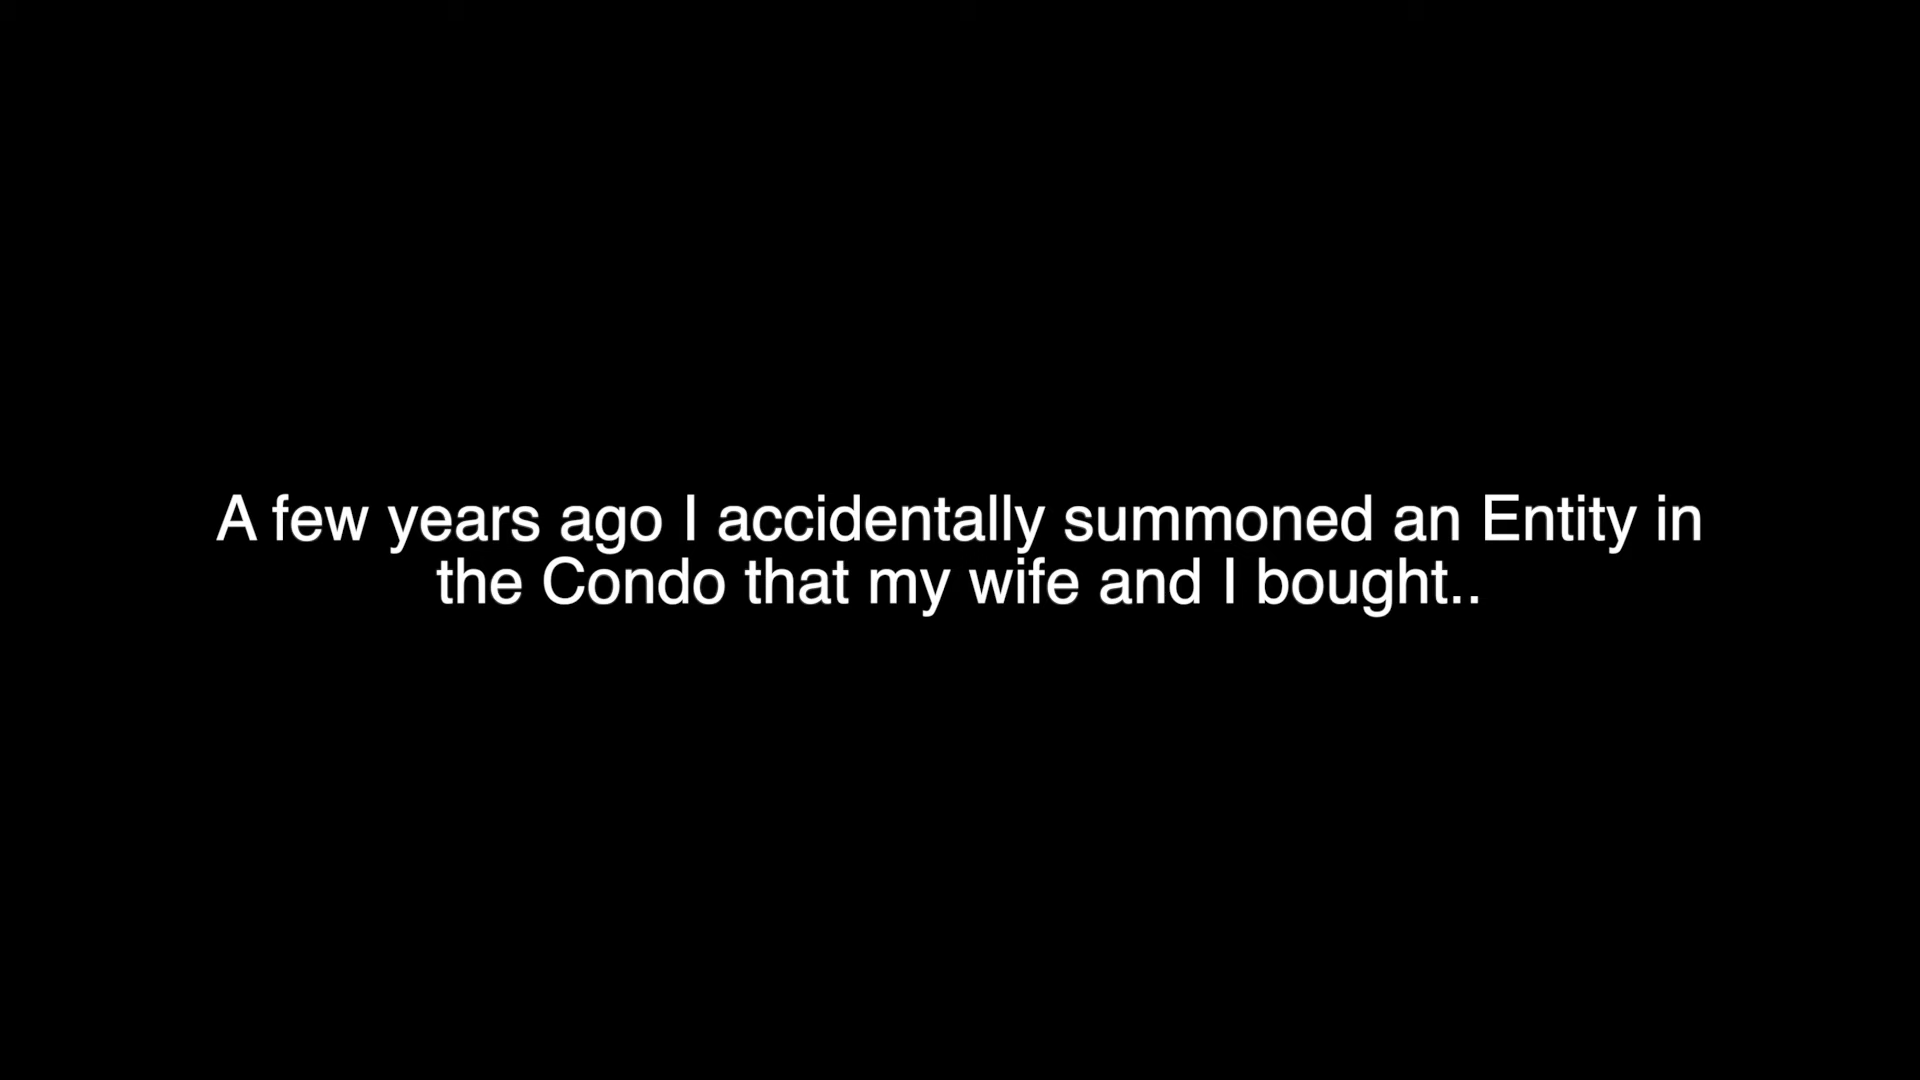 A few years ago I accidentally summoned an Entity in
the Condo that my wife and I bought..